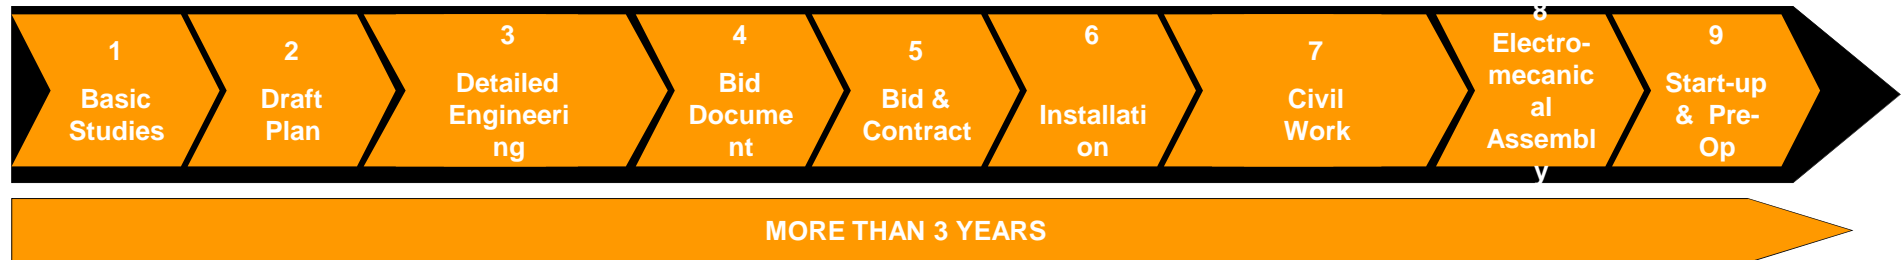 1
Basic
Studies
2
Draft
Plan
3
Detailed
Engineeri
ng
4
Bid
Docume
nt
5
Bid &
Contract
6
Installati
on
7
Civil
Work
8
Electro-
mecanic
al
Assembl
y
9
Start-up
& Pre-
Op
MORE THAN 3 YEARS